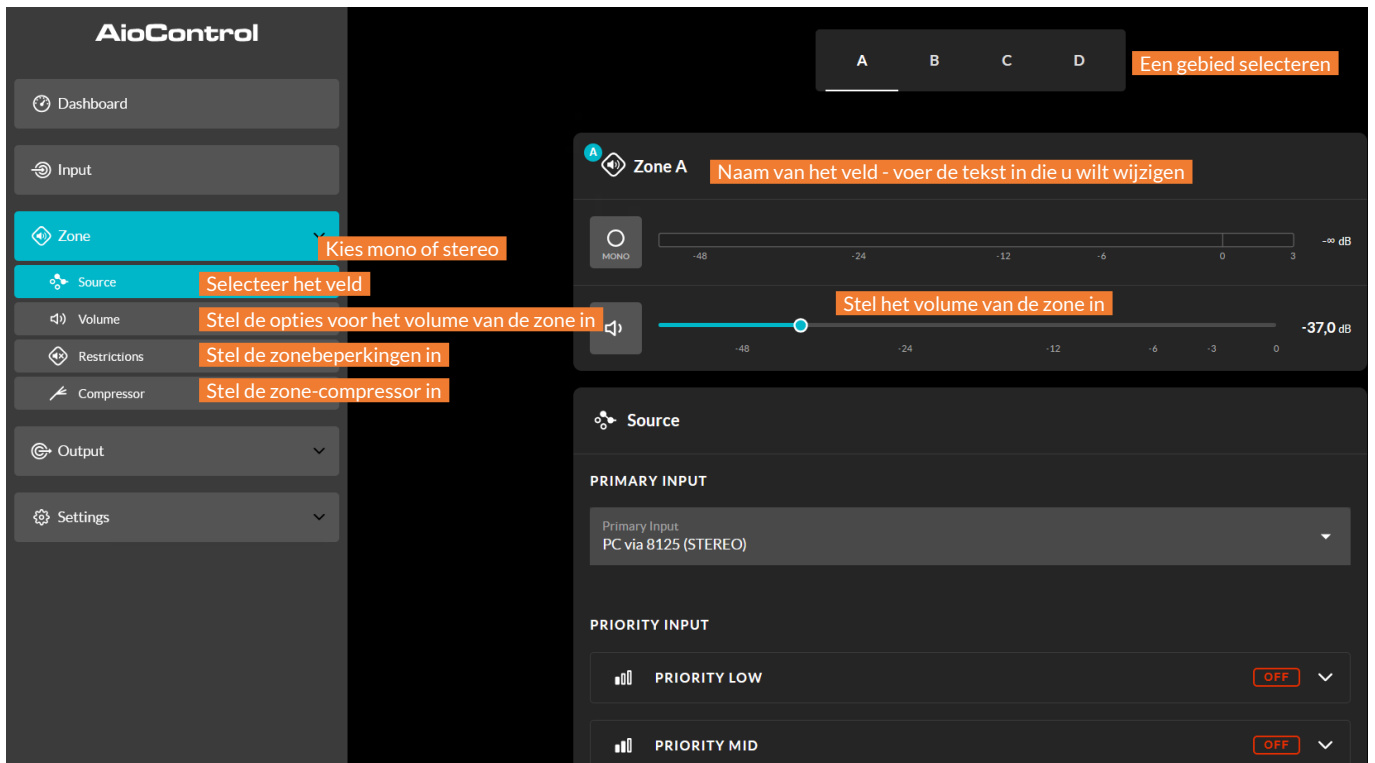 AioControl
A B C D
Een gebied selecteren
Dashboard
Input
Zone
Kies mono of stereo
Source
Selecteer het veld
Volume
Stel de opties voor het volume van de zone in
Restrictions
Stel de zonebeperkingen in
Compressor
Stel de zone-compressor in
Output
Settings
A
Zone A
Naam van het veld - voer de tekst in die u wilt wijzigen
MONO
-48 -24 -12 -6 0 3
-∞ dB
Stel het volume van de zone in
-37,0 dB
-48 -24 -12 -6 -3 0
Source
PRIMARY INPUT
Primary Input
PC via 8125 (STEREO)
PRIORITY INPUT
PRIORITY LOW OFF
PRIORITY MID OFF